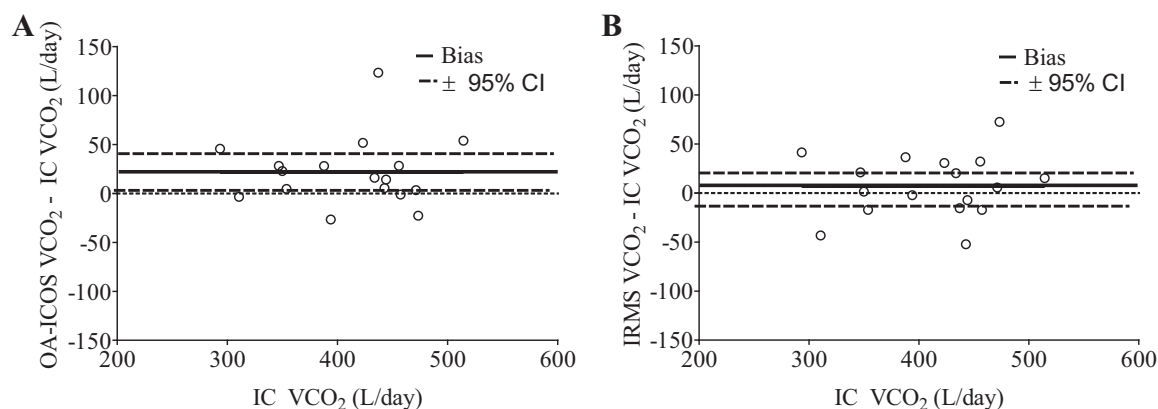 A
OA-ICOS VCO₂ - IC VCO₂ (L/day)
150
100
50
0
-50
-100
-150
200
300
400
500
600
IC VCO₂ (L/day)
Bias
± 95% CI
B
IRMS VCO₂ - IC VCO₂ (L/day)
150
100
50
0
-50
-100
-150
200
300
400
500
600
IC VCO₂ (L/day)
Bias
± 95% CI